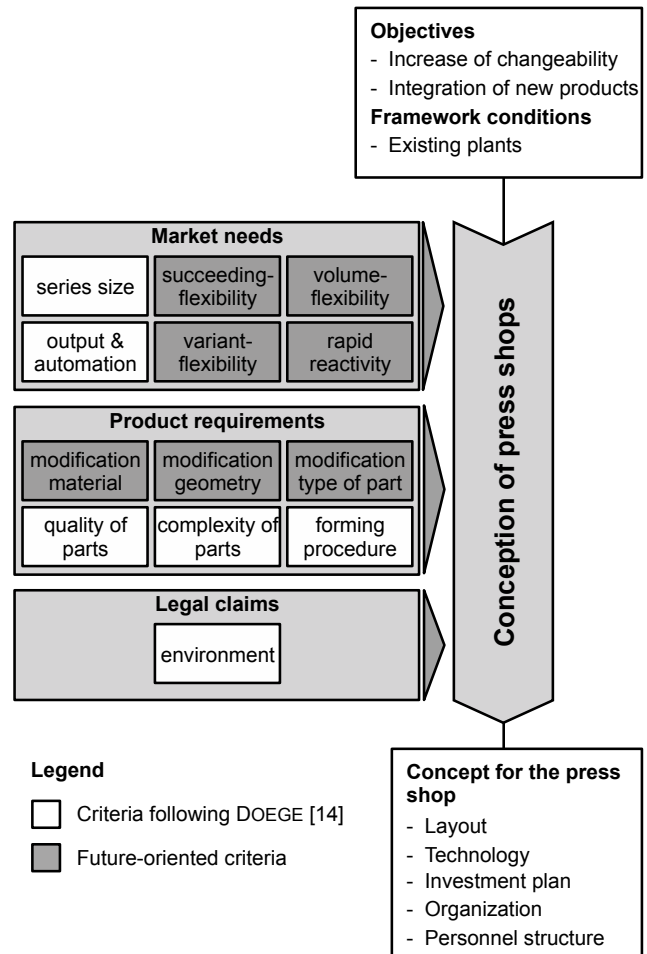 Objectives
- Increase of changeability
- Integration of new products
Framework conditions
- Existing plants
Market needs
series size
succeeding-
flexibility
volume-
flexibility
output &
automation
variant-
flexibility
rapid
reactivity
Product requirements
modification
material
modification
geometry
modification
type of part
quality of
parts
complexity of
parts
forming
procedure
Legal claims
environment
Conception of press shops
Legend
Criteria following DOEGE [14]
Future-oriented criteria
Concept for the press
shop
- Layout
- Technology
- Investment plan
- Organization
- Personnel structure